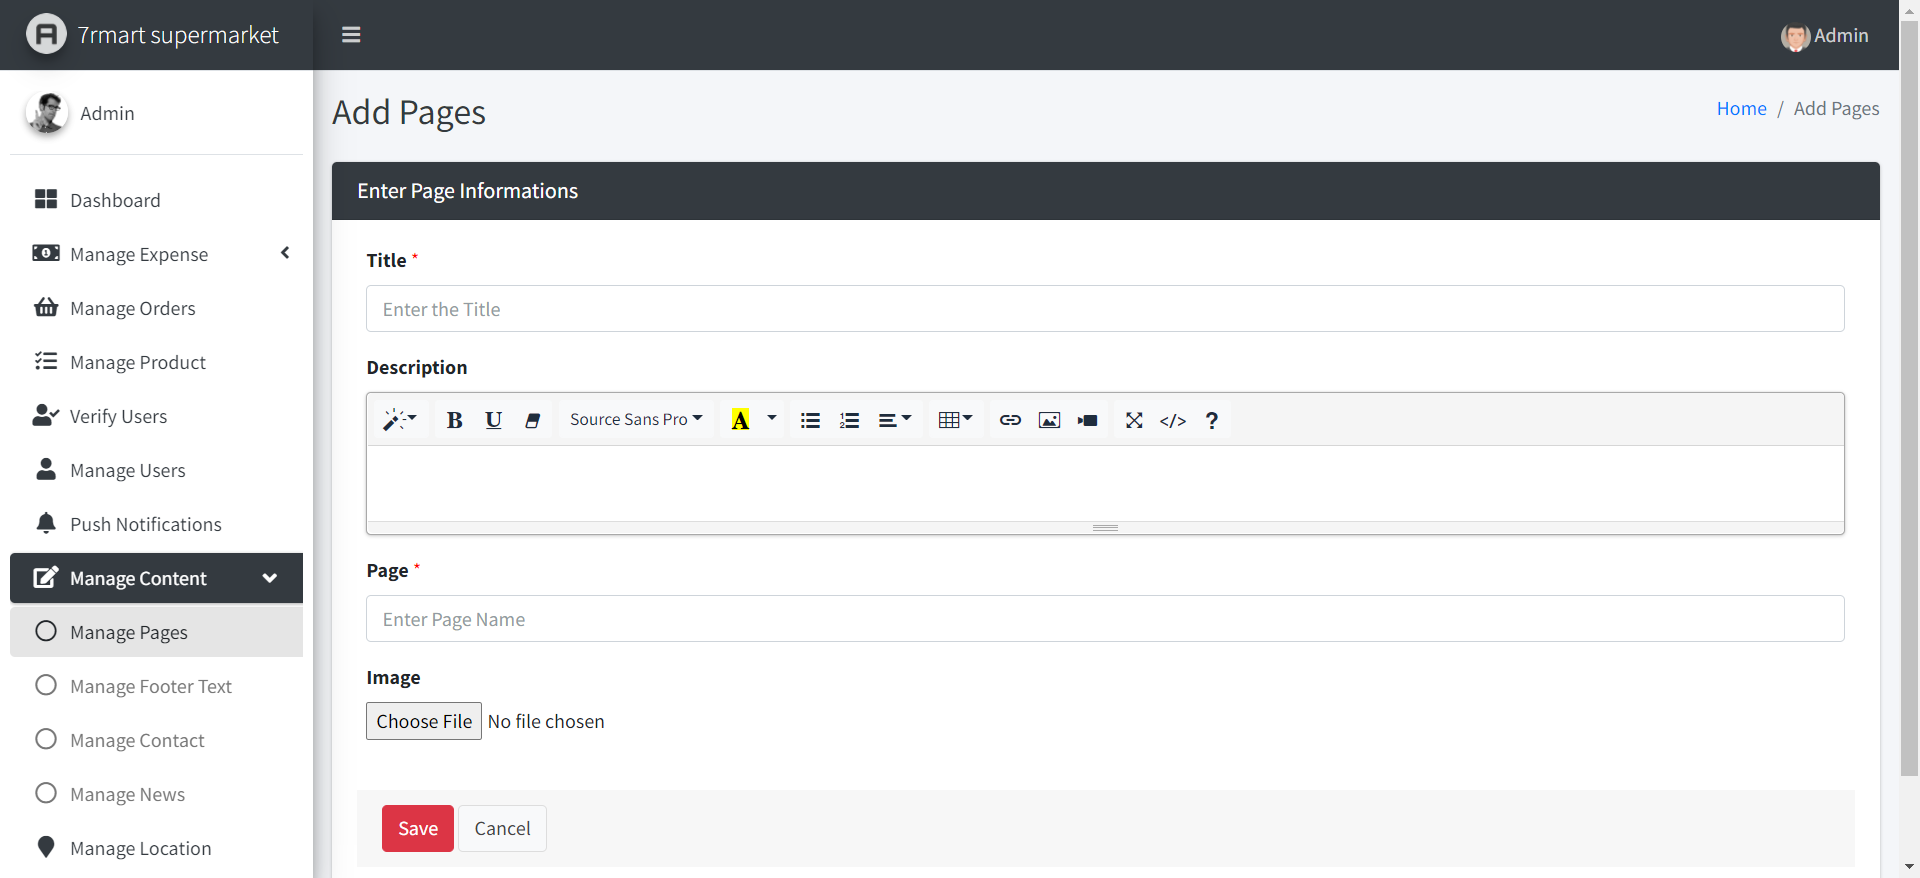 7rmart supermarket
Admin
Admin
Dashboard
Manage Expense
Manage Orders
Manage Product
Verify Users
Manage Users
Push Notifications
Manage Content
Manage Pages
Manage Footer Text
Manage Contact
Manage News
Manage Location
Add Pages
Home / Add Pages
Enter Page Informations
Title *
Enter the Title
Description
B U Source Sans Pro A </> ?
Page *
Enter Page Name
Image
Choose File No file chosen
Save Cancel